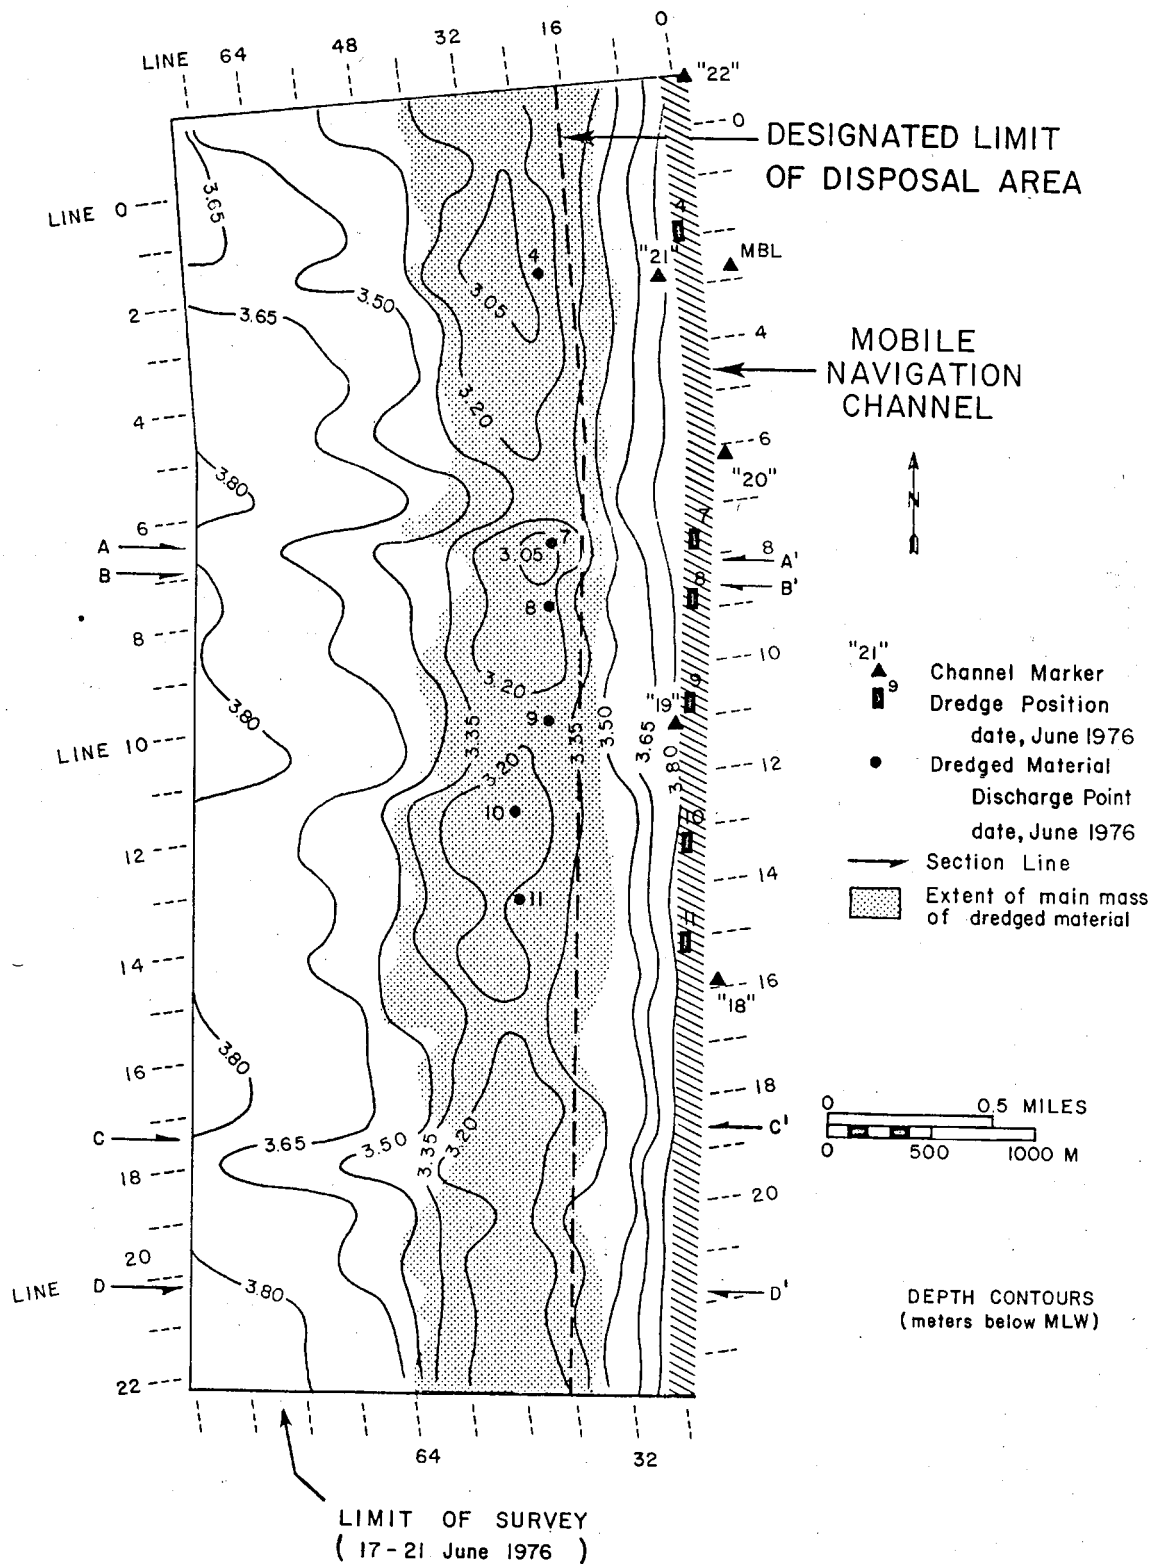 LINE 64 48 32 16 0
"22"
0
DESIGNATED LIMIT
OF DISPOSAL AREA
3.65
LINE 0
4
"21"
MBL
4
3.05
3.50
2
3.65
4
MOBILE
NAVIGATION
CHANNEL
3.20
4
6
"20"
3.80
N
7
6
7
3.05
8
A
A'
B
8
B'
8
8
10
3.20
"21"
Channel Marker
9
9
Dredge Position
date, June 1976
3.80
9
"19"
3.35
3.35
3.50
3.65
3.80
LINE 10
12
Dredged Material
Discharge Point
date, June 1976
3.20
10
10
12
Section Line
14
11
Extent of main mass
of dredged material
11
14
16
"18"
3.80
16
18
0 0.5 MILES
C
C'
0 500 1000 M
3.65
3.50
3.35
3.20
18
20
20
LINE D
D'
3.80
DEPTH CONTOURS
(meters below MLW)
22
64
32
LIMIT OF SURVEY
(17-21 June 1976)